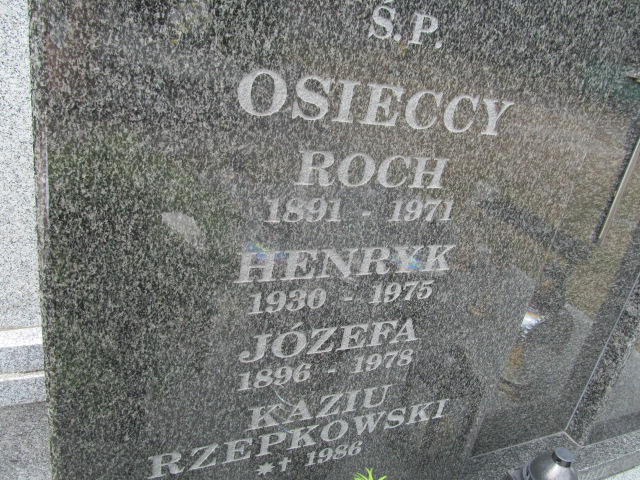 Ś.P.
OSIECCY
ROCH
1891 - 1971
HENRYK
1930 - 1975
JÓZEFA
1896 - 1978
KAZIU
RZEPKOWSKI
*† 1986